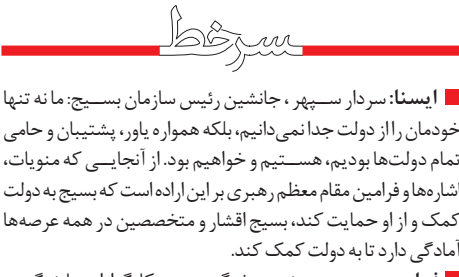 سرخط
ایسنا: سردار سپهر ، جانشین رئیس سازمان بسیج: ما نه تنها
خودمان را از دولت جدا نمی‌دانیم، بلکه همواره یاور، پشتیبان و حامی
تمام دولت‌ها بودیم، هستیم و خواهیم بود. از آنجایی که منویات،
اشاره‌ها و فرامین مقام معظم رهبری بر این اراده است که بسیج به دولت
کمک و از او حمایت کند، بسیج اقشار و متخصصین در همه عرصه‌ها
آمادگی دارد تا به دولت کمک کند.